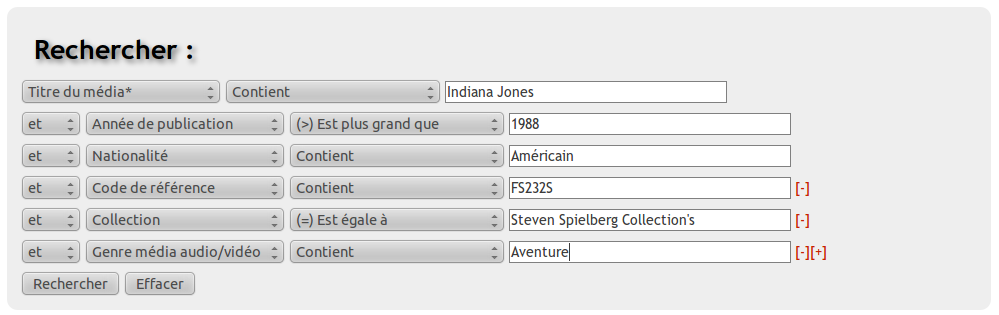 Rechercher :
Titre du média* Contient Indiana Jones
et Année de publication (>) Est plus grand que 1988
et Nationalité Contient Américain
et Code de référence Contient FS232S [-]
et Collection (=) Est égale à Steven Spielberg Collection's [-]
et Genre média audio/vidéo Contient Aventure [-][+]
Rechercher Effacer